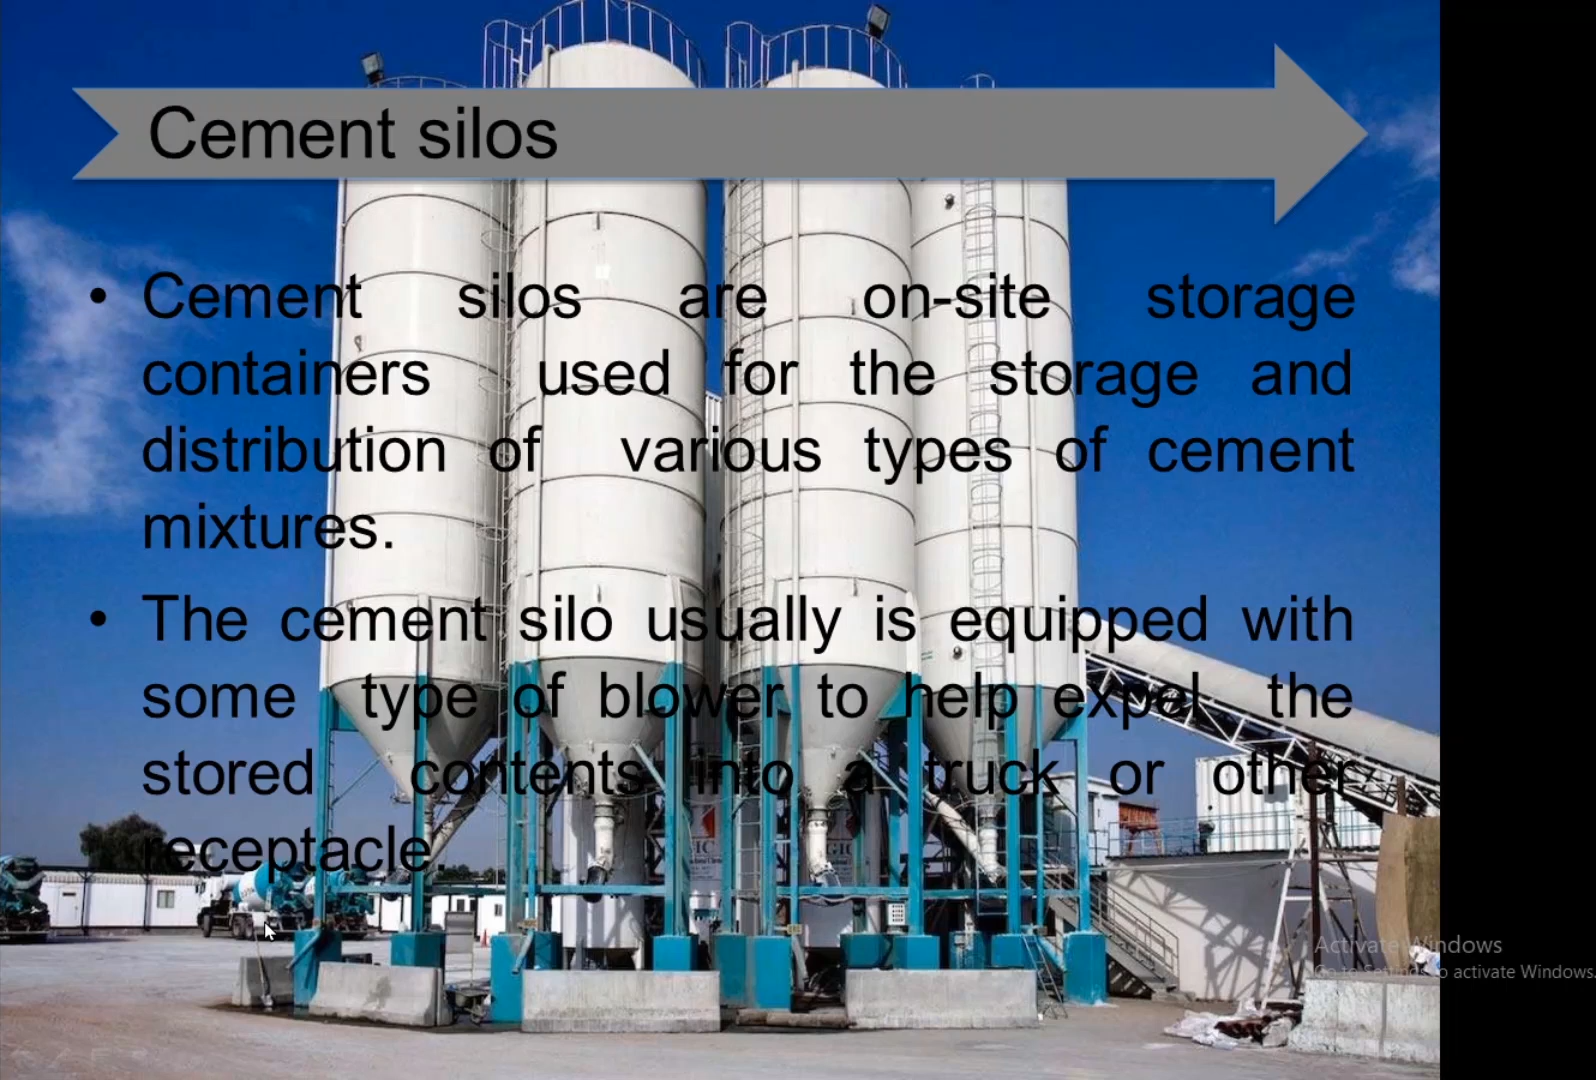 Cement silos
• Cement silos are on-site storage
containers used for the storage and
distribution of various types of cement
mixtures.
• The cement silo usually is equipped with
some type of blower to help expel the
stored contents into a truck or other
receptacle.
Activate Windows
Go to Settings to activate Windows.